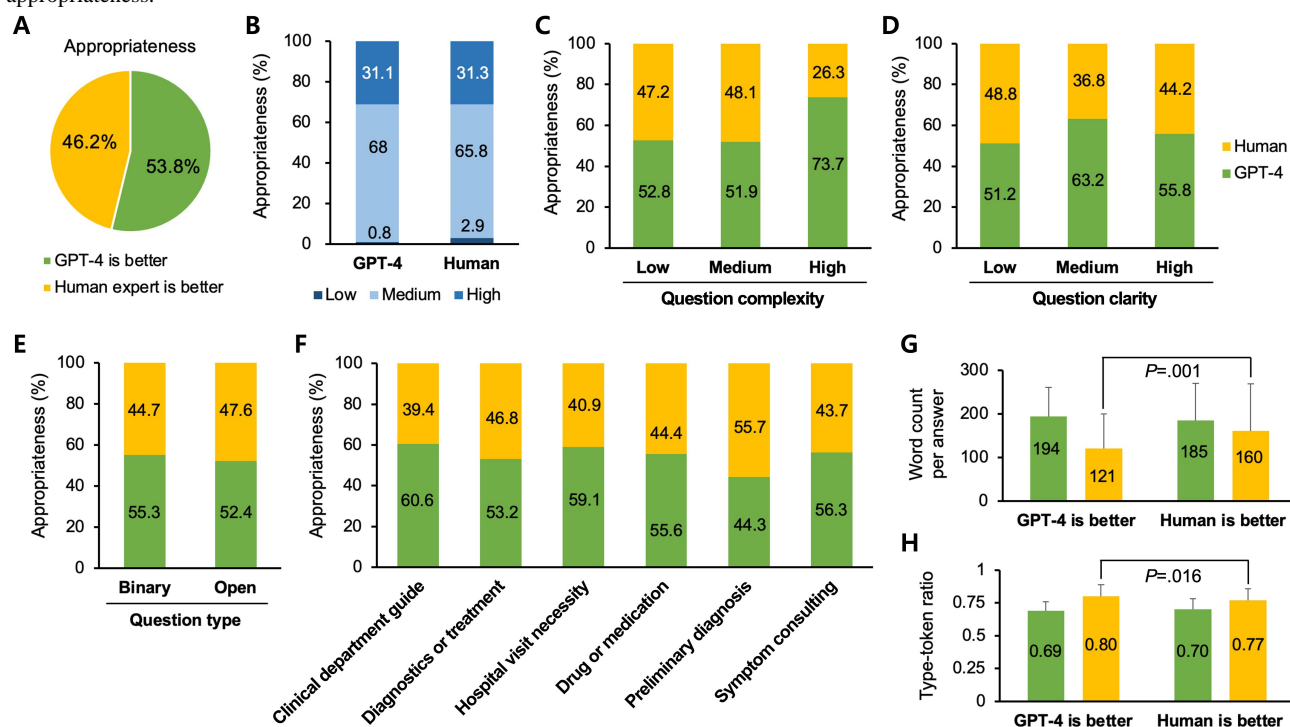 appropriateness.
A
Appropriateness
46.2%
53.8%
GPT-4 is better
Human expert is better
B
Appropriateness (%)
100
80
60
40
20
0
31.1
31.3
68
65.8
0.8
2.9
GPT-4 Human
Low Medium High
C
Appropriateness (%)
100
80
60
40
20
0
47.2
48.1
26.3
52.8
51.9
73.7
Low Medium High
Question complexity
D
Appropriateness (%)
100
80
60
40
20
0
48.8
36.8
44.2
51.2
63.2
55.8
Low Medium High
Question clarity
Human
GPT-4
E
Appropriateness (%)
100
80
60
40
20
0
44.7
47.6
55.3
52.4
Binary Open
Question type
F
Appropriateness (%)
100
80
60
40
20
0
39.4
46.8
40.9
44.4
55.7
43.7
60.6
53.2
59.1
55.6
44.3
56.3
Clinical department guide
Diagnostics or treatment
Hospital visit necessity
Drug or medication
Preliminary diagnosis
Symptom consulting
G
Word count
per answer
300
200
100
0
P=.001
194
121
185
160
GPT-4 is better Human is better
H
Type-token ratio
1
0.75
0.5
0.25
0
P=.016
0.69
0.80
0.70
0.77
GPT-4 is better Human is better